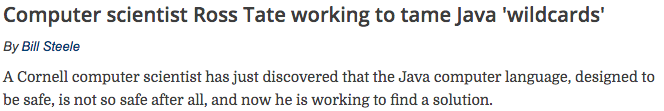 Computer scientist Ross Tate working to tame Java 'wildcards'
By Bill Steele
A Cornell computer scientist has just discovered that the Java computer language, designed to
be safe, is not so safe after all, and now he is working to find a solution.